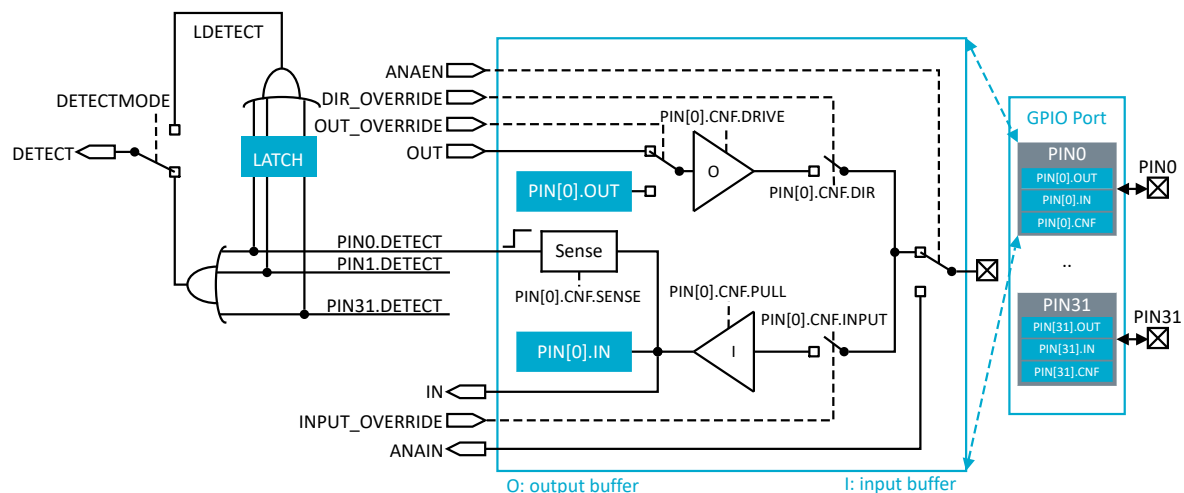 LDETECT
ANAEN
DETECTMODE
DIR_OVERRIDE
PIN[0].CNF.DRIVE
GPIO Port
OUT_OVERRIDE
DETECT
LATCH
OUT
O
PIN0
PIN[0].OUT
PIN[0].IN
PIN[0].CNF
PIN0
PIN[0].OUT
PIN[0].CNF.DIR
PIN0.DETECT
Sense
PIN1.DETECT
..
PIN[0].CNF.SENSE
PIN[0].CNF.PULL
PIN31.DETECT
PIN[0].CNF.INPUT
PIN31
PIN[31].OUT
PIN[31].IN
PIN[31].CNF
PIN31
PIN[0].IN
I
IN
INPUT_OVERRIDE
ANAIN
O: output buffer
I: input buffer